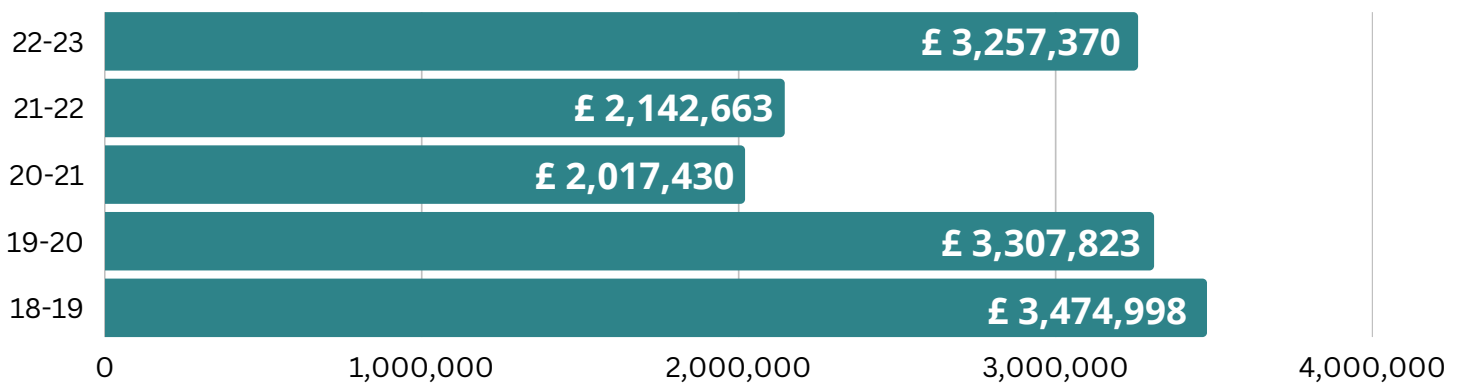 22-23 £ 3,257,370
21-22 £ 2,142,663
20-21 £ 2,017,430
19-20 £ 3,307,823
18-19 £ 3,474,998
0 1,000,000 2,000,000 3,000,000 4,000,000